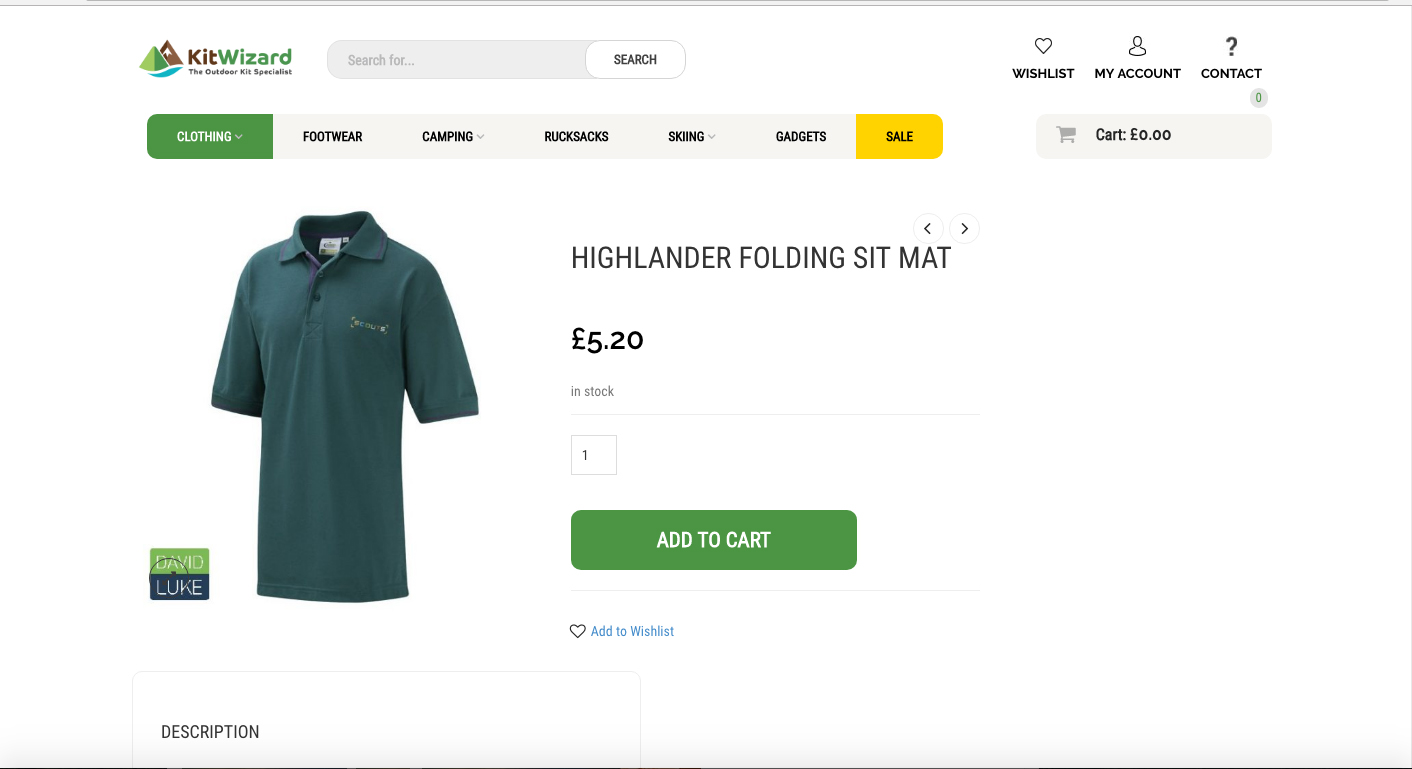 KitWizard
The Outdoor Kit Specialist
Search for...
SEARCH
WISHLIST
MY ACCOUNT
?
CONTACT
0
CLOTHING
FOOTWEAR
CAMPING
RUCKSACKS
SKIING
GADGETS
SALE
Cart: £0.00
HIGHLANDER FOLDING SIT MAT
£5.20
in stock
1
ADD TO CART
Add to Wishlist
SCOUTS
DAVID
LUKE
DESCRIPTION